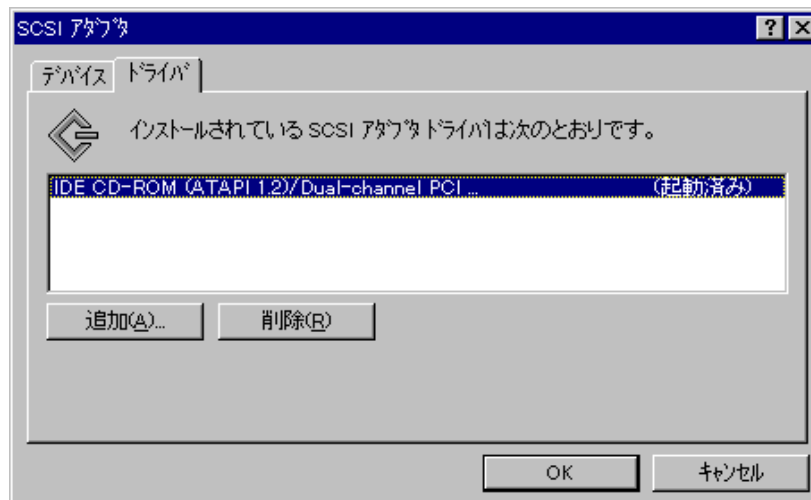 SCSI アダプタ
デバイス
ドライバ
インストールされている SCSI アダプタ ドライバは次のとおりです。
IDE CD-ROM (ATAPI 1.2)/Dual-channel PCI ... (起動済み)
追加(A)... 削除(R)
OK キャンセル